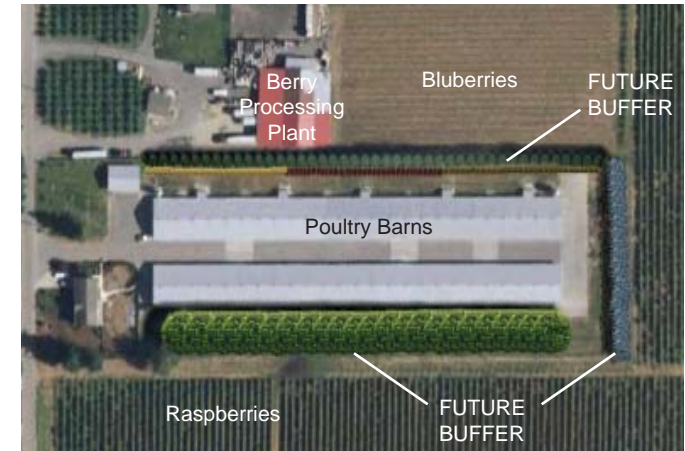 Berry
Processing
Plant
Bluberries
FUTURE
BUFFER
Poultry Barns
Raspberries
FUTURE
BUFFER